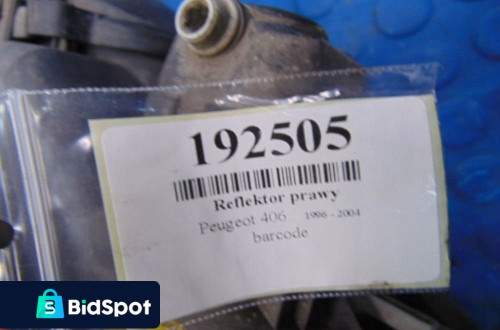 192505
Reflektor prawy
Peugeot 406 1996 - 2004
barcode
BidSpot